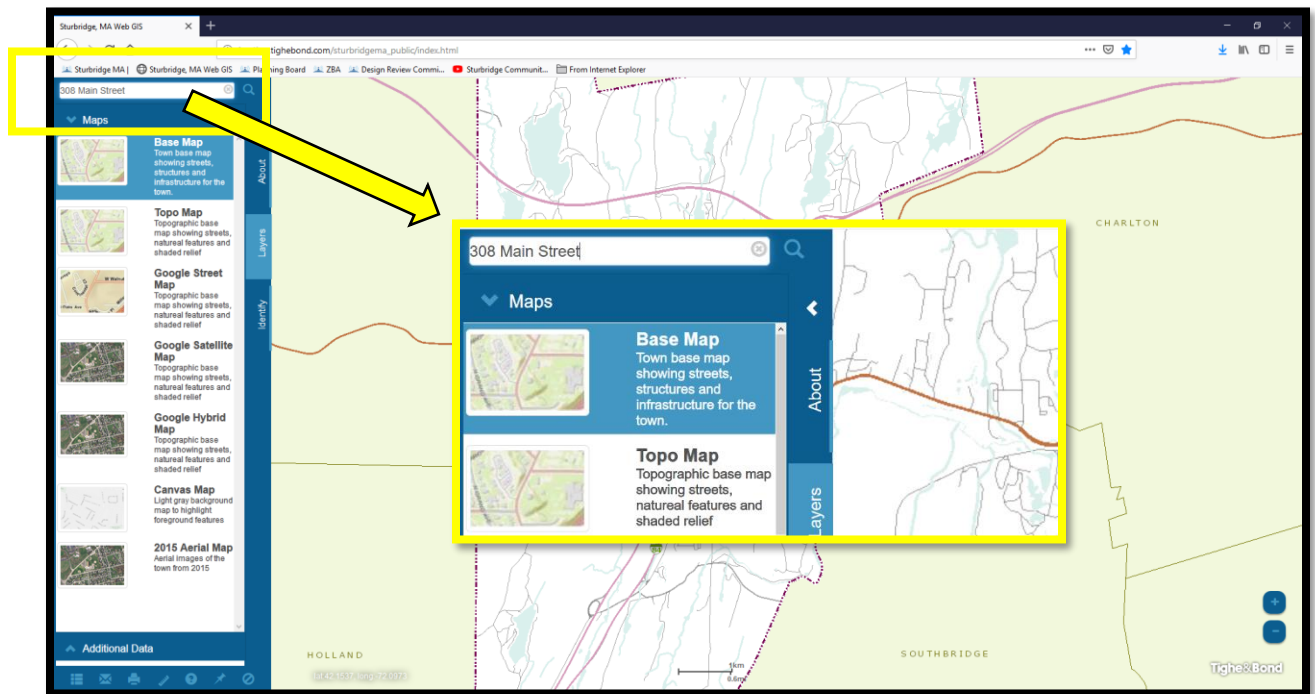 Sturbridge, MA Web GIS
tighebond.com/sturbridgema_public/index.html
Sturbridge MA |
Sturbridge, MA Web GIS
ZBA
Design Review Commi...
Sturbridge Communit...
From Internet Explorer
308 Main Street
Maps
Base Map
Town base map
showing streets,
structures and
infrastructure for the
town.
Topo Map
Topographic base
map showing streets,
natureal features and
shaded relief
Google Street
Map
Topographic base
map showing streets,
natureal features and
shaded relief
Google Satellite
Map
Topographic base
map showing streets,
natureal features and
shaded relief
Google Hybrid
Map
Topographic base
map showing streets,
natureal features and
shaded relief
Canvas Map
Light gray background
map to highlight
foreground features
2015 Aerial Map
Aerial images of the
town from 2015
Additional Data
About
Layers
Identify
308 Main Street
Maps
Base Map
Town base map
showing streets,
structures and
infrastructure for the
town.
Topo Map
Topographic base map
showing streets,
natureal features and
shaded relief
About
Layers
CHARLTON
HOLLAND
SOUTHBRIDGE
1km
0.6mi
Tighe&Bond